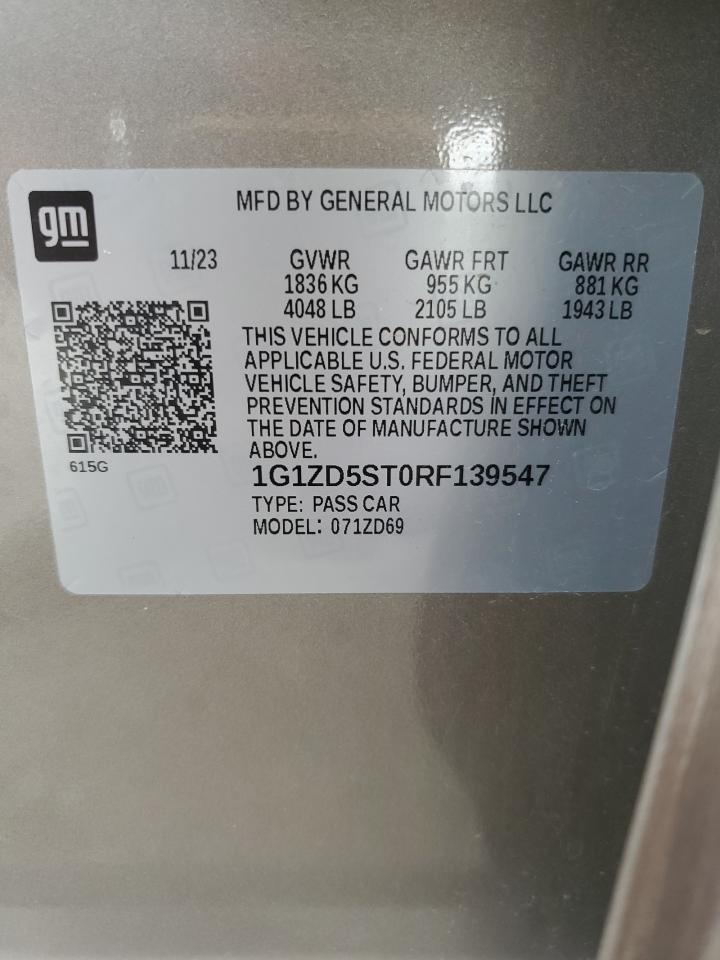 gm
MFD BY GENERAL MOTORS LLC
11/23 GVWR GAWR FRT GAWR RR
1836 KG 955 KG 881 KG
4048 LB 2105 LB 1943 LB
THIS VEHICLE CONFORMS TO ALL
APPLICABLE U.S. FEDERAL MOTOR
VEHICLE SAFETY, BUMPER, AND THEFT
PREVENTION STANDARDS IN EFFECT ON
THE DATE OF MANUFACTURE SHOWN
ABOVE.
615G
1G1ZD5ST0RF139547
TYPE: PASS CAR
MODEL: 071ZD69